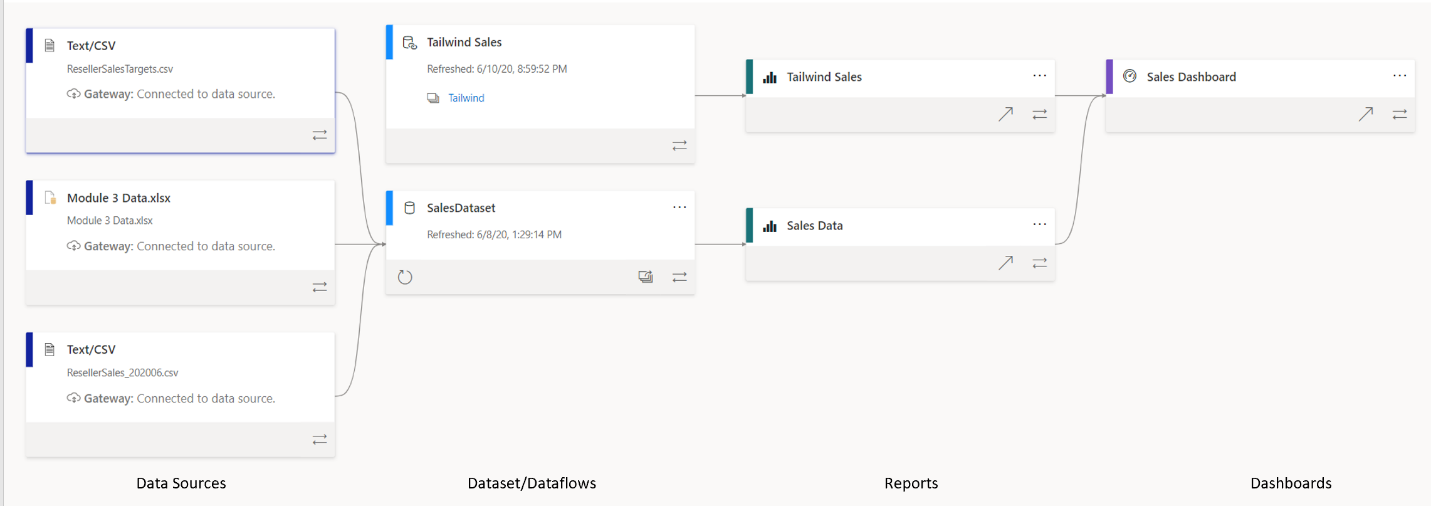 Text/CSV
ResellerSalesTargets.csv
Gateway: Connected to data source.
Module 3 Data.xlsx
Module 3 Data.xlsx
Gateway: Connected to data source.
Text/CSV
ResellerSales_202006.csv
Gateway: Connected to data source.
Data Sources
Tailwind Sales
Refreshed: 6/10/20, 8:59:52 PM
Tailwind
SalesDataset
Refreshed: 6/8/20, 1:29:14 PM
Dataset/Dataflows
Tailwind Sales
Sales Data
Reports
Sales Dashboard
Dashboards